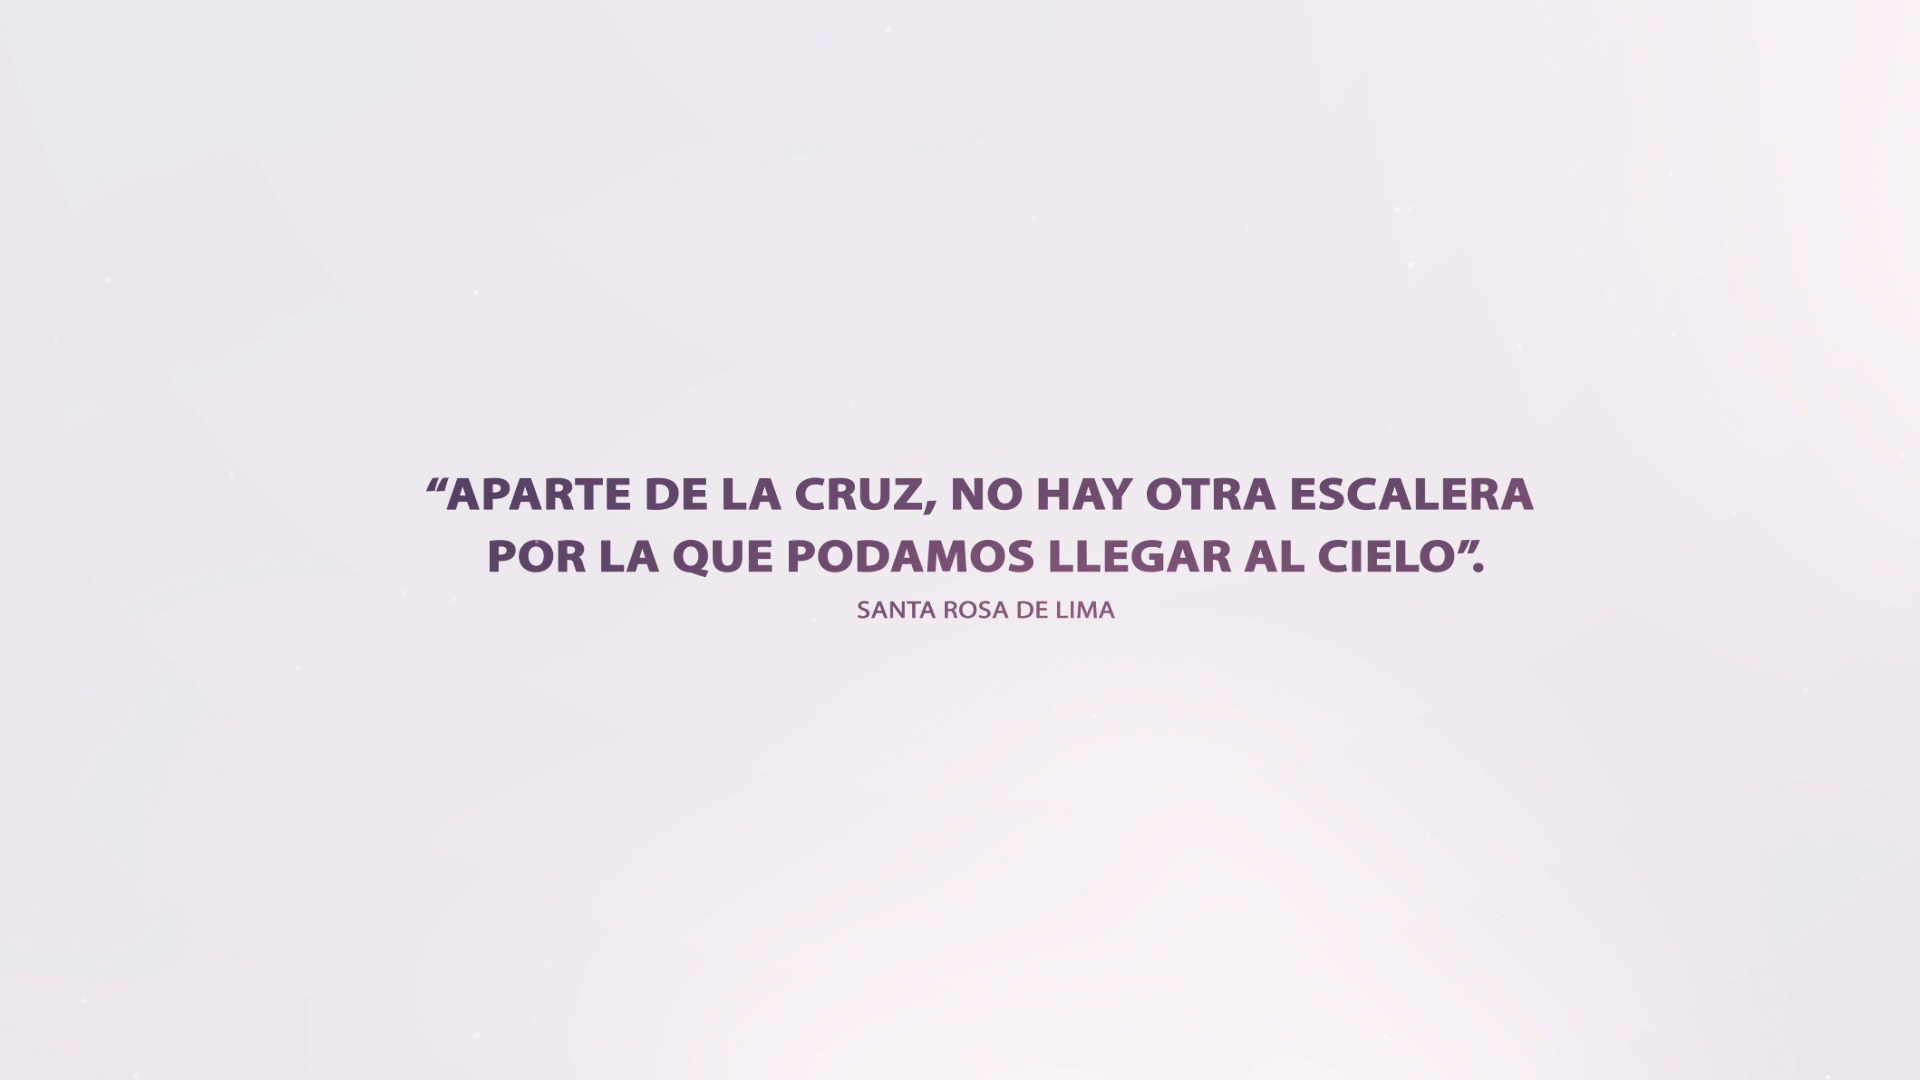 “APARTE DE LA CRUZ, NO HAY OTRA ESCALERA
POR LA QUE PODAMOS LLEGAR AL CIELO”.
SANTA ROSA DE LIMA